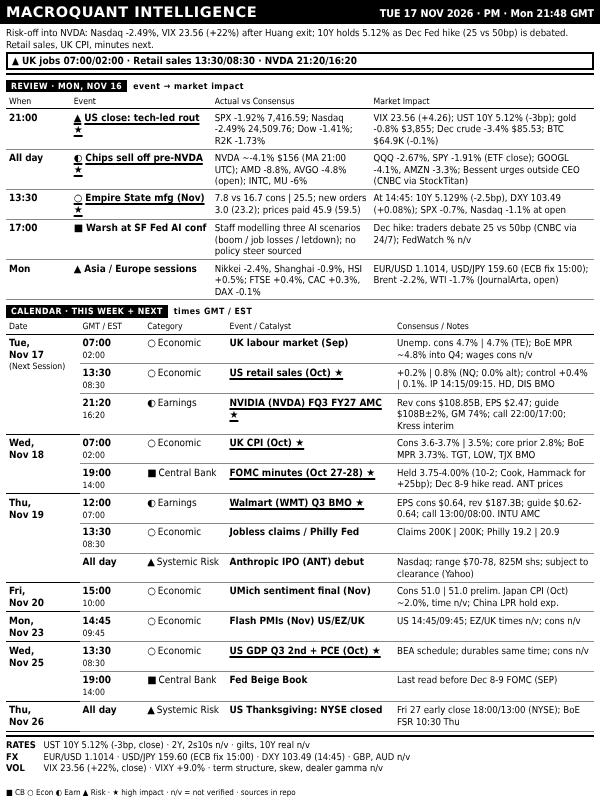 MACROQUANT INTELLIGENCE TUE 17 NOV 2026 · PM · Mon 21:48 GMT
Risk-off into NVDA: Nasdaq -2.49%, VIX 23.56 (+22%) after Huang exit; 10Y holds 5.12% as Dec Fed hike (25 vs 50bp) is debated.
Retail sales, UK CPI, minutes next.
▲ UK jobs 07:00/02:00 · Retail sales 13:30/08:30 · NVDA 21:20/16:20
REVIEW · MON, NOV 16 event → market impact
When Event Actual vs Consensus Market Impact
21:00 ▲ US close: tech-led rout SPX -1.92% 7,416.59; Nasdaq VIX 23.56 (+4.26); UST 10Y 5.12% (-3bp); gold
★ -2.49% 24,509.76; Dow -1.41%; -0.8% $3,855; Dec crude -3.4% $85.53; BTC
R2K -1.73% $64.9K (-0.1%)
All day ◐ Chips sell off pre-NVDA NVDA ~-4.1% $156 (MA 21:00 QQQ -2.67%, SPY -1.91% (ETF close); GOOGL
★ UTC); AMD -8.8%, AVGO -4.8% -4.1%, AMZN -3.3%; Bessent urges outside CEO
(open); INTC, MU -6% (CNBC via StockTitan)
13:30 ○ Empire State mfg (Nov) 7.8 vs 16.7 cons | 25.5; new orders At 14:45: 10Y 5.129% (-2.5bp), DXY 103.49
★ 3.0 (23.2); prices paid 45.9 (59.5) (+0.08%); SPX -0.7%, Nasdaq -1.1% at open
17:00 ■ Warsh at SF Fed AI conf Staff modelling three AI scenarios Dec hike: traders debate 25 vs 50bp (CNBC via
(boom / job losses / letdown); no 24/7); FedWatch % n/v
policy steer sourced
Mon ▲ Asia / Europe sessions Nikkei -2.4%, Shanghai -0.9%, HSI EUR/USD 1.1014, USD/JPY 159.60 (ECB fix 15:00);
+0.5%; FTSE +0.4%, CAC +0.3%, Brent -2.2%, WTI -1.7% (JournalArta, open)
DAX -0.1%
CALENDAR · THIS WEEK + NEXT times GMT / EST
Date GMT / EST Category Event / Catalyst Consensus / Notes
Tue, 07:00 ○ Economic UK labour market (Sep) Unemp. cons 4.7% | 4.7% (TE); BoE MPR
Nov 17 02:00 ~4.8% into Q4; wages cons n/v
(Next Session)
13:30 ○ Economic US retail sales (Oct) ★ +0.2% | 0.8% (NQ; 0.0% alt); control +0.4%
08:30 | 0.1%. IP 14:15/09:15. HD, DIS BMO
21:20 ◐ Earnings NVIDIA (NVDA) FQ3 FY27 AMC Rev cons $108.85B, EPS $2.47; guide
16:20 ★ $108B±2%, GM 74%; call 22:00/17:00;
Kress interim
Wed, 07:00 ○ Economic UK CPI (Oct) ★ Cons 3.6-3.7% | 3.5%; core prior 2.8%; BoE
Nov 18 02:00 MPR 3.73%. TGT, LOW, TJX BMO
19:00 ■ Central Bank FOMC minutes (Oct 27-28) ★ Held 3.75-4.00% (10-2; Cook, Hammack for
14:00 +25bp); Dec 8-9 hike read. ANT prices
Thu, 12:00 ◐ Earnings Walmart (WMT) Q3 BMO ★ EPS cons $0.64, rev $187.3B; guide $0.62-
Nov 19 07:00 0.64; call 13:00/08:00. INTU AMC
13:30 ○ Economic Jobless claims / Philly Fed Claims 200K | 200K; Philly 19.2 | 20.9
08:30
All day ▲ Systemic Risk Anthropic IPO (ANT) debut Nasdaq; range $70-78, 825M shs; subject to
clearance (Yahoo)
Fri, 15:00 ○ Economic UMich sentiment final (Nov) Cons 51.0 | 51.0 prelim. Japan CPI (Oct)
Nov 20 10:00 ~2.0%, time n/v; China LPR hold exp.
Mon, 14:45 ○ Economic Flash PMIs (Nov) US/EZ/UK US 14:45/09:45; EZ/UK times n/v; cons n/v
Nov 23 09:45
Wed, 13:30 ○ Economic US GDP Q3 2nd + PCE (Oct) ★ BEA schedule; durables same time; cons n/v
Nov 25 08:30
19:00 ■ Central Bank Fed Beige Book Last read before Dec 8-9 FOMC (SEP)
14:00
Thu, All day ▲ Systemic Risk US Thanksgiving: NYSE closed Fri 27 early close 18:00/13:00 (NYSE); BoE
Nov 26 FSR 10:30 Thu
RATES UST 10Y 5.12% (-3bp, close) · 2Y, 2s10s n/v · gilts, 10Y real n/v
FX EUR/USD 1.1014 · USD/JPY 159.60 (ECB fix 15:00) · DXY 103.49 (14:45) · GBP, AUD n/v
VOL VIX 23.56 (+22%, close) · VIXY +9.0% · term structure, skew, dealer gamma n/v
■ CB ○ Econ ◐ Earn ▲ Risk · ★ high impact · n/v = not verified · sources in repo